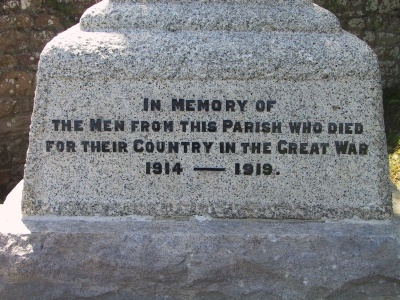 In Memory of
the Men from this Parish who died
for their Country in the Great War
1914 — 1919.